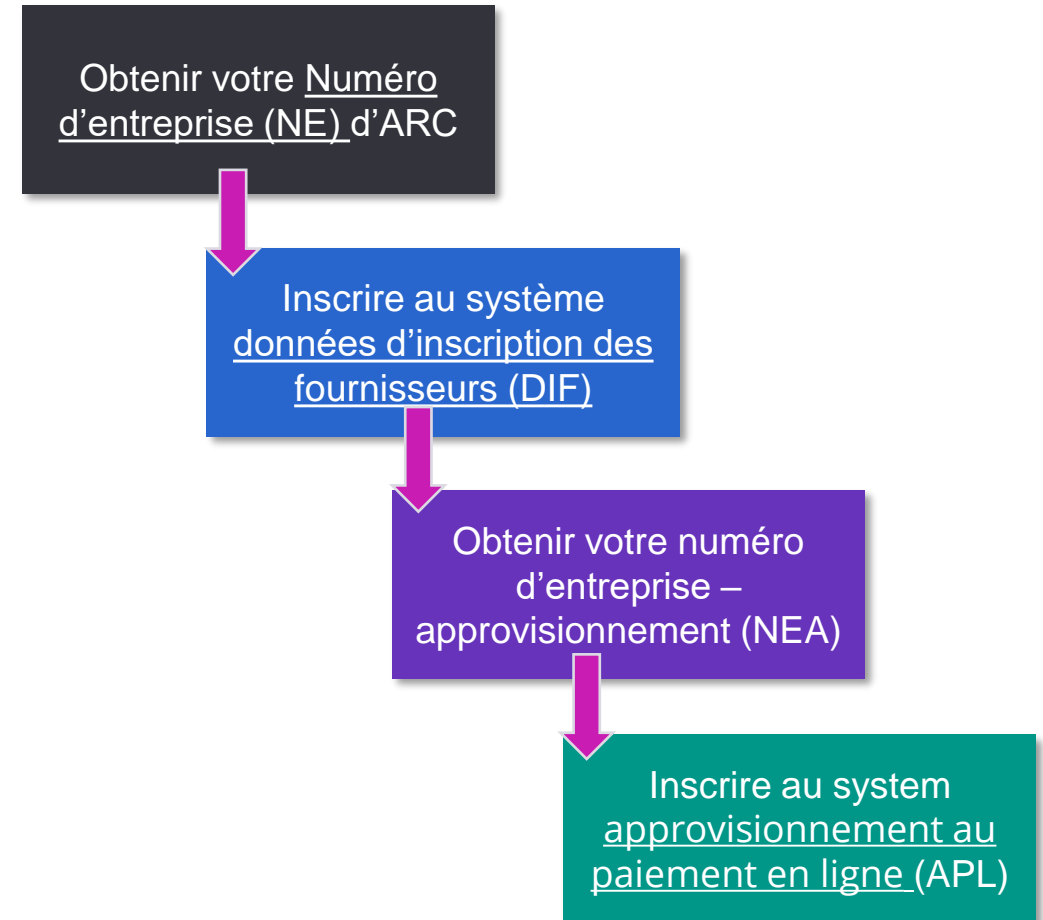 Obtenir votre Numéro
d’entreprise (NE) d’ARC
Inscrire au système
données d’inscription des
fournisseurs (DIF)
Obtenir votre numéro
d’entreprise –
approvisionnement (NEA)
Inscrire au system
approvisionnement au
paiement en ligne (APL)